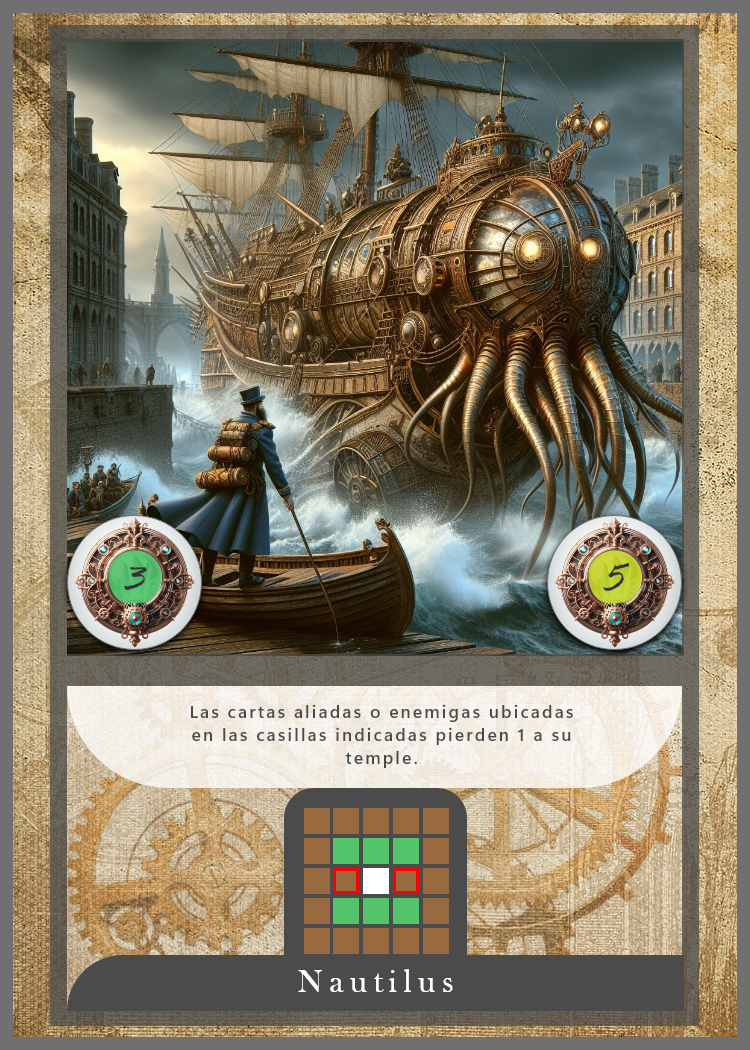 3
5
Las cartas aliadas o enemigas ubicadas
en las casillas indicadas pierden 1 a su
temple.
Nautilus